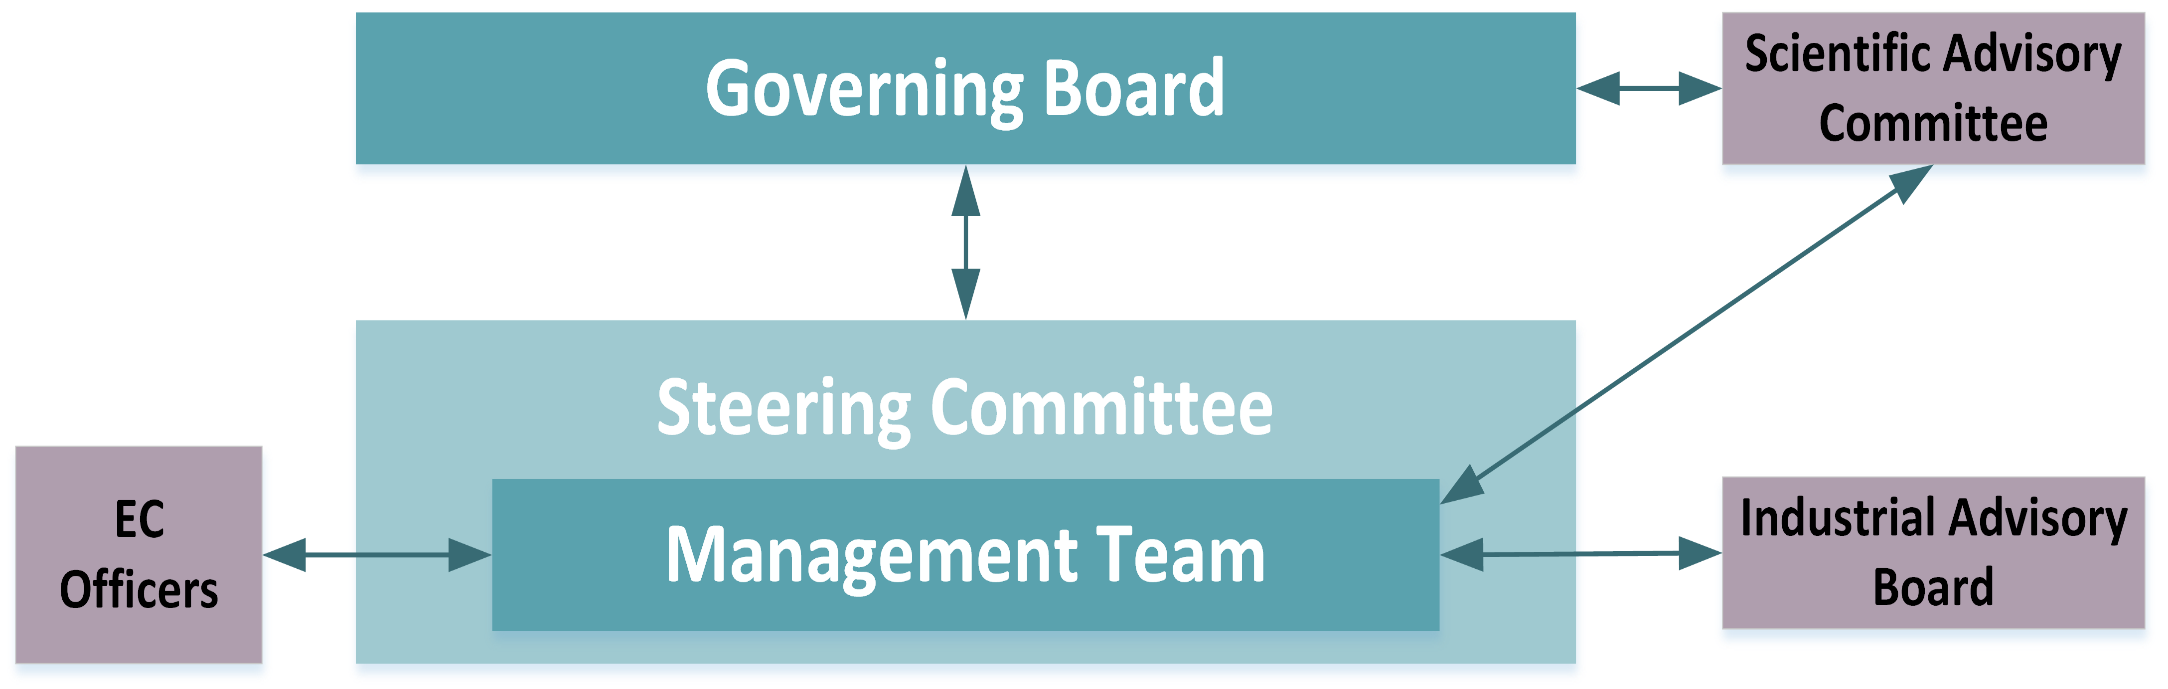 Governing Board
Scientific Advisory
Committee
Steering Committee
EC
Officers
Management Team
Industrial Advisory
Board